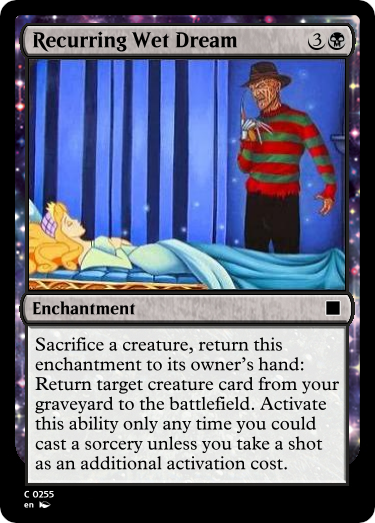 Recurring Wet Dream 3
Enchantment
Sacrifice a creature, return this
enchantment to its owner's hand:
Return target creature card from your
graveyard to the battlefield. Activate
this ability only any time you could
cast a sorcery unless you take a shot
as an additional activation cost.
C 0255
en